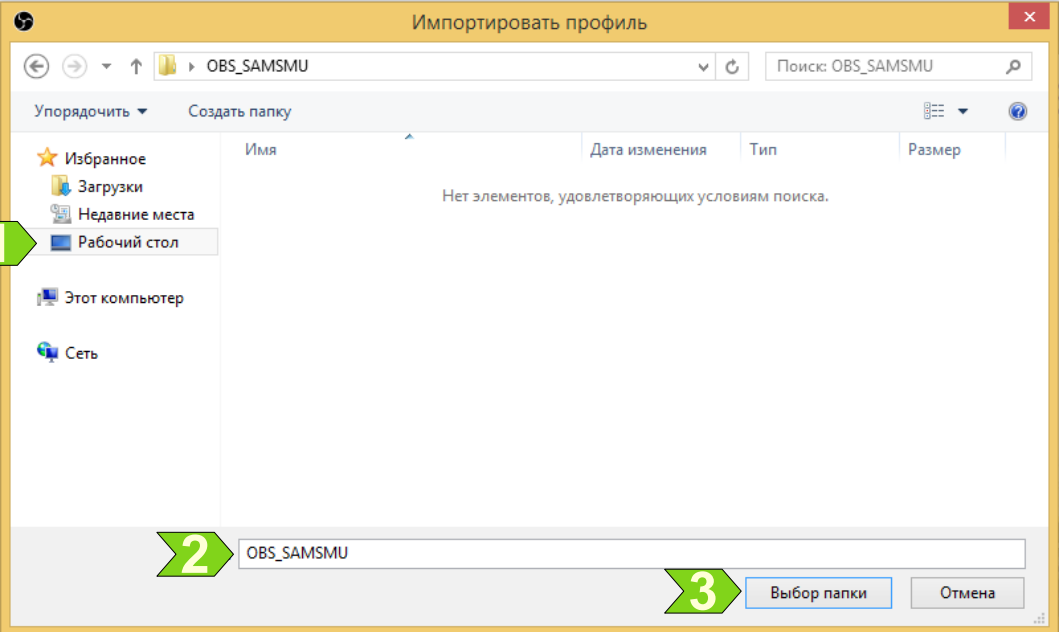 Импортировать профиль
OBS_SAMSMU
Поиск: OBS_SAMSMU
Упорядочить
Создать папку
Имя
Дата изменения
Тип
Размер
Нет элементов, удовлетворяющих условиям поиска.
Избранное
Загрузки
Недавние места
Рабочий стол
Этот компьютер
Сеть
2
OBS_SAMSMU
3
Выбор папки
Отмена